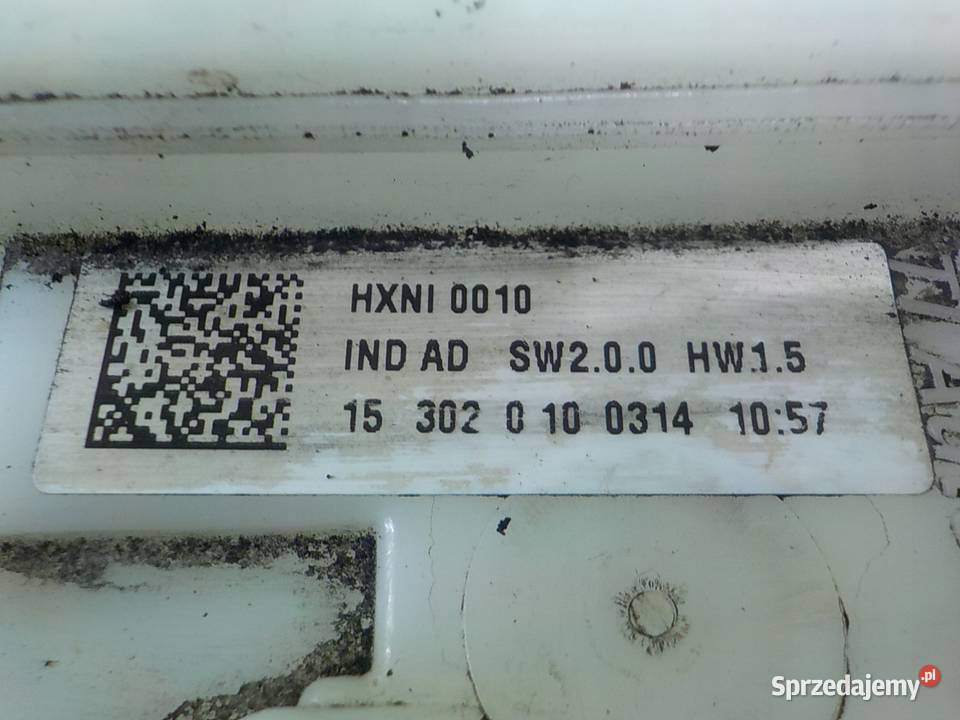 HXNI 0010
IND AD SW2.0.0 HW1.5
15 302 0 10 0314 10:57
Sprzedajemy.pl